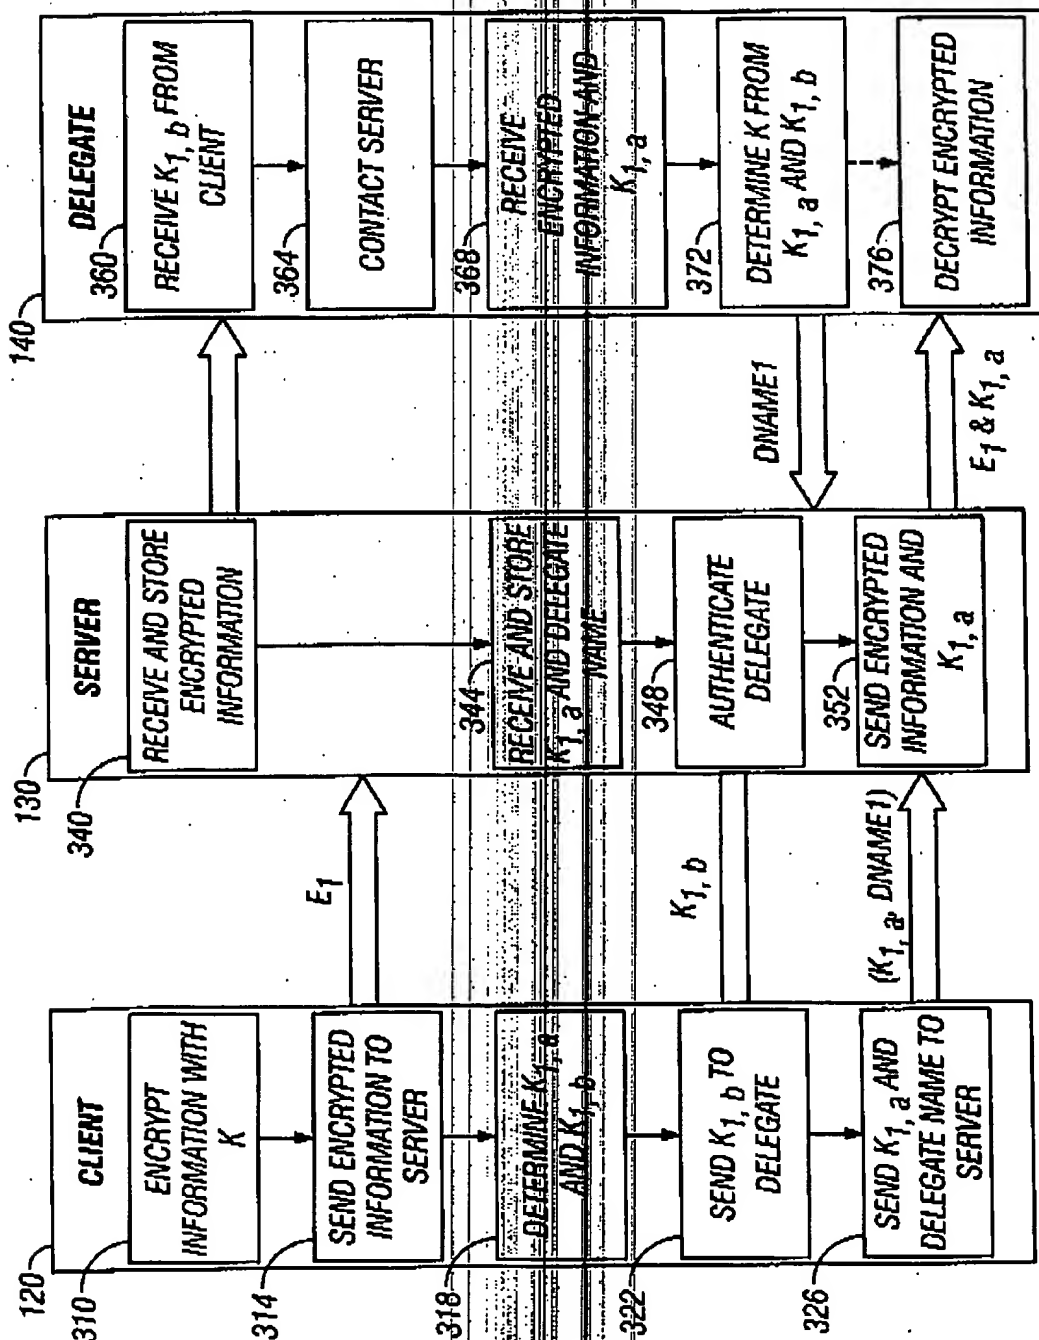 120
CLIENT
310
ENCRYPT
INFORMATION WITH
K
314
SEND ENCRYPTED
INFORMATION TO
SERVER
318
DETERMINE K1, a
AND K1, b
322
SEND K1, b TO
DELEGATE
326
SEND K1, a AND
DELEGATE NAME TO
SERVER
E1
K1, b
(K1, a, DNAME1)
130
SERVER
340
RECEIVE AND STORE
ENCRYPTED
INFORMATION
344
RECEIVE AND STORE
K1, a AND DELEGATE
NAME
348
AUTHENTICATE
DELEGATE
352
SEND ENCRYPTED
INFORMATION AND
K1, a
DNAME1
E1 & K1, a
140
DELEGATE
360
RECEIVE K1, b FROM
CLIENT
364
CONTACT SERVER
368
RECEIVE
ENCRYPTED
INFORMATION AND
K1, a
372
DETERMINE K FROM
K1, a AND K1, b
376
DECRYPT ENCRYPTED
INFORMATION